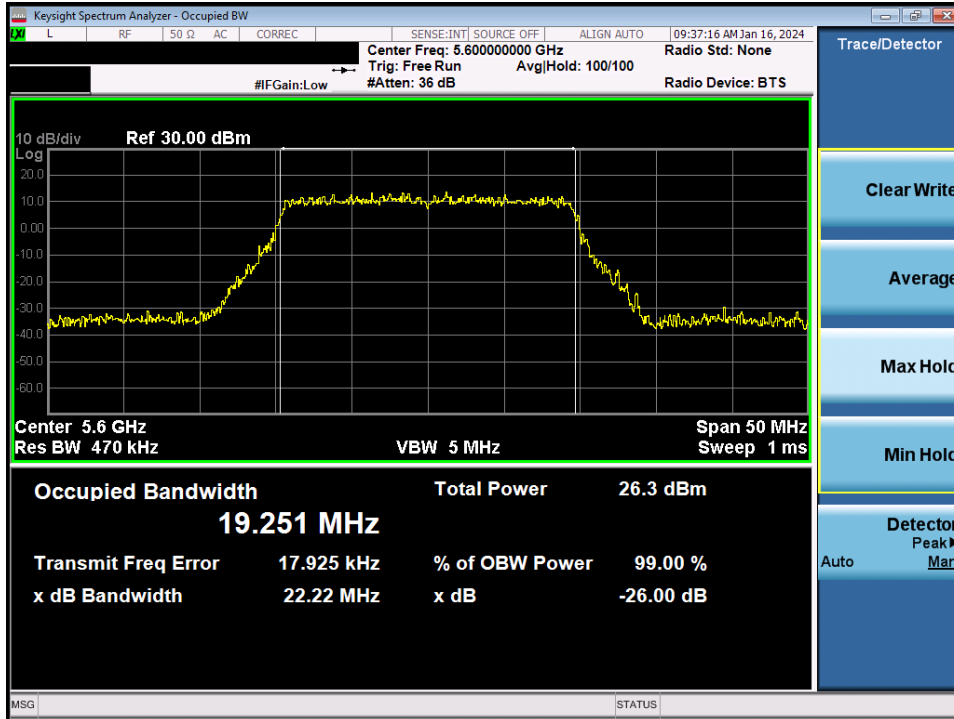 Keysight Spectrum Analyzer - Occupied BW
LXI L RF 50 Ω AC CORREC SENSE:INT SOURCE OFF ALIGN AUTO 09:37:16 AM Jan 16, 2024
Center Freq: 5.600000000 GHz Radio Std: None
Trig: Free Run Avg|Hold: 100/100
#IFGain:Low #Atten: 36 dB Radio Device: BTS
10 dB/div Ref 30.00 dBm
Log
20.0
10.0
0.00
-10.0
-20.0
-30.0
-40.0
-50.0
-60.0
Center 5.6 GHz Span 50 MHz
Res BW 470 kHz VBW 5 MHz Sweep 1 ms
Occupied Bandwidth Total Power 26.3 dBm
19.251 MHz
Transmit Freq Error 17.925 kHz % of OBW Power 99.00 %
x dB Bandwidth 22.22 MHz x dB -26.00 dB
MSG STATUS
Trace/Detector
Clear Write
Average
Max Hold
Min Hold
Detector
Peak
Auto Man